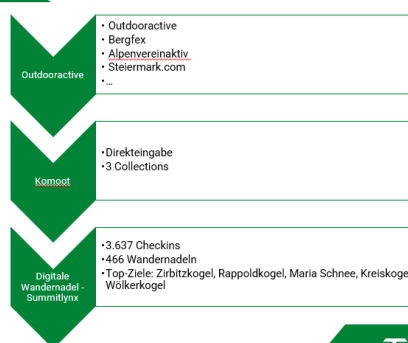 Outdooractive
• Outdooractive
• Bergfex
• Alpenvereinaktiv
• Steiermark.com
•...
Komoot
•Direkteingabe
•3 Collections
Digitale
Wandernadel -
Summitlynx
•3.637 Checkins
•466 Wandernadeln
•Top-Ziele: Zirbitzkogel, Rappoldkogel, Maria Schnee, Kreiskoge
Wölkerkogel